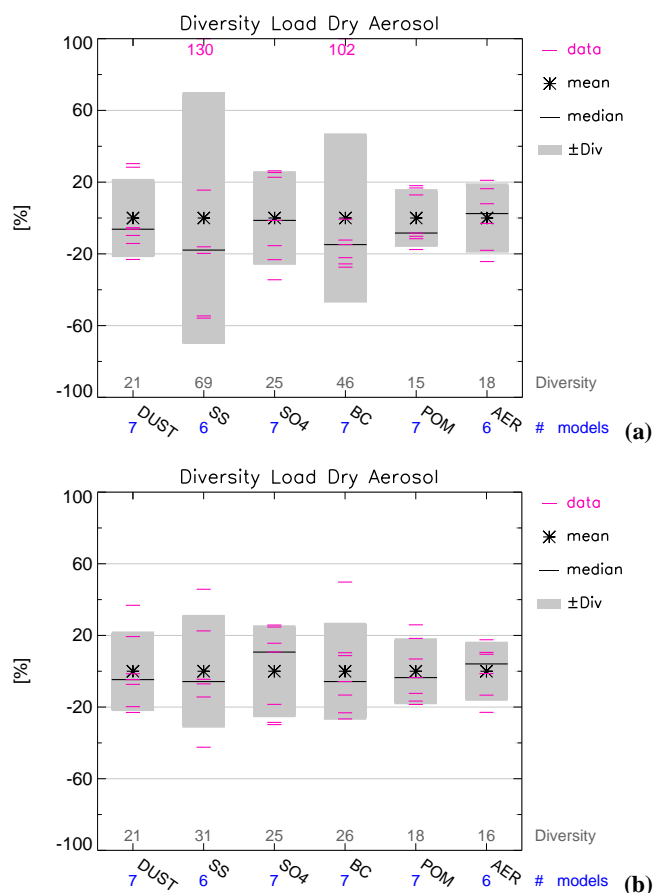 Diversity Load Dry Aerosol
100
60
20
-20
-60
-100
[%]
130 102
21 69 25 46 15 18 Diversity
DUST SS SO4 BC POM AER
7 6 7 7 7 6 # models (a)
data
mean
median
±Div
Diversity Load Dry Aerosol
100
60
20
-20
-60
-100
[%]
21 31 25 26 18 16 Diversity
DUST SS SO4 BC POM AER
7 6 7 7 7 6 # models (b)
data
mean
median
±Div